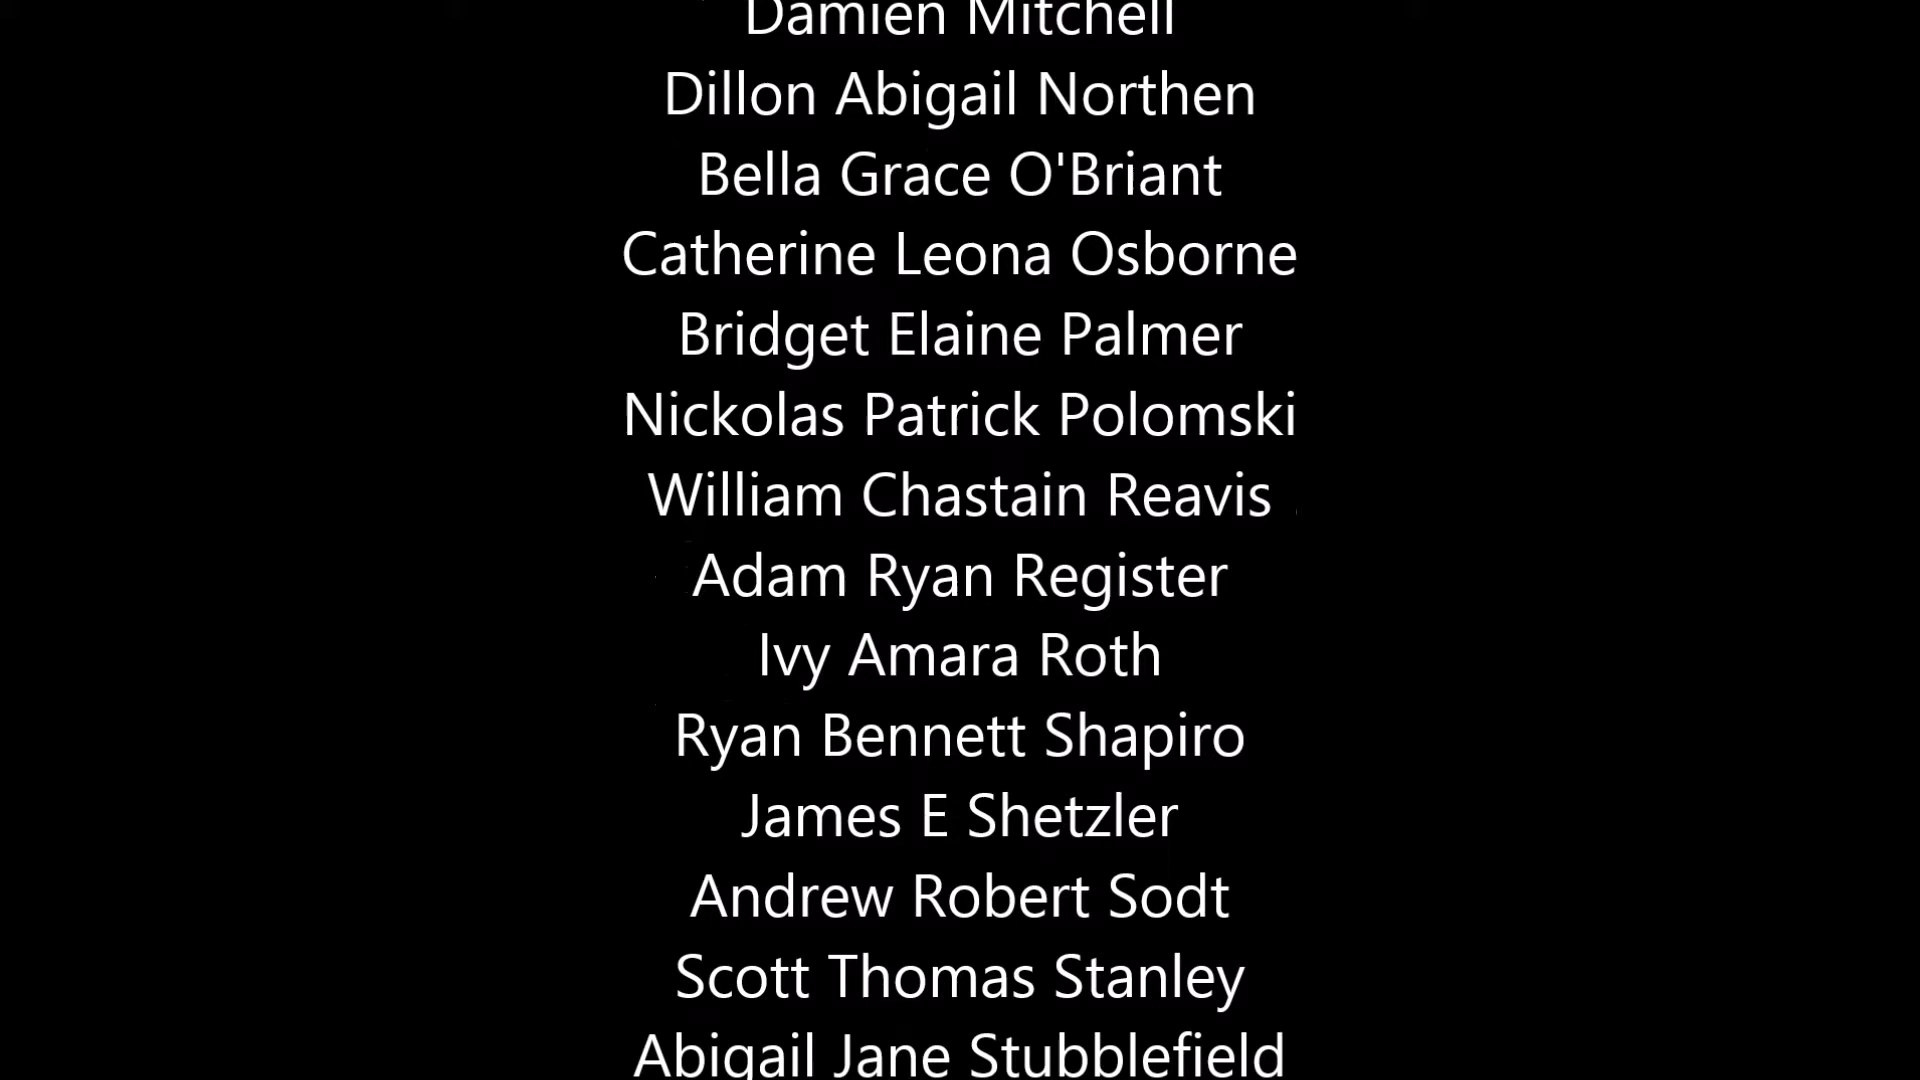 Damien Mitchell
Dillon Abigail Northen
Bella Grace O'Briant
Catherine Leona Osborne
Bridget Elaine Palmer
Nickolas Patrick Polomski
William Chastain Reavis
Adam Ryan Register
Ivy Amara Roth
Ryan Bennett Shapiro
James E Shetzler
Andrew Robert Sodt
Scott Thomas Stanley
Abigail Jane Stubblefield